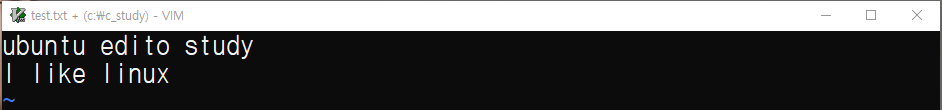 test.txt + (c:₩c_study) - VIM
ubuntu edito study
I like linux
~